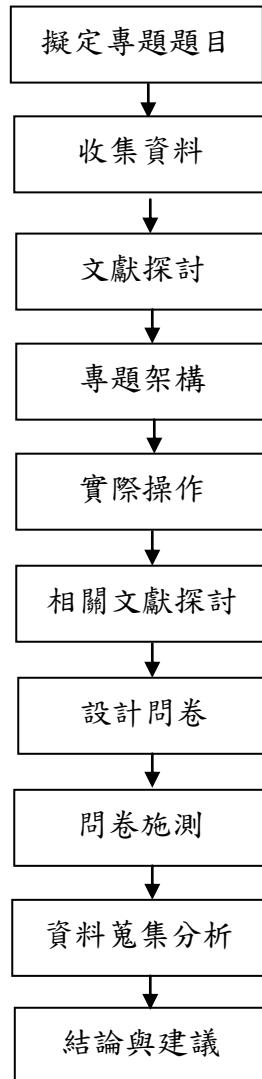 擬定專題題目
收集資料
文獻探討
專題架構
實際操作
相關文獻探討
設計問卷
問卷施測
資料蒐集分析
結論與建議